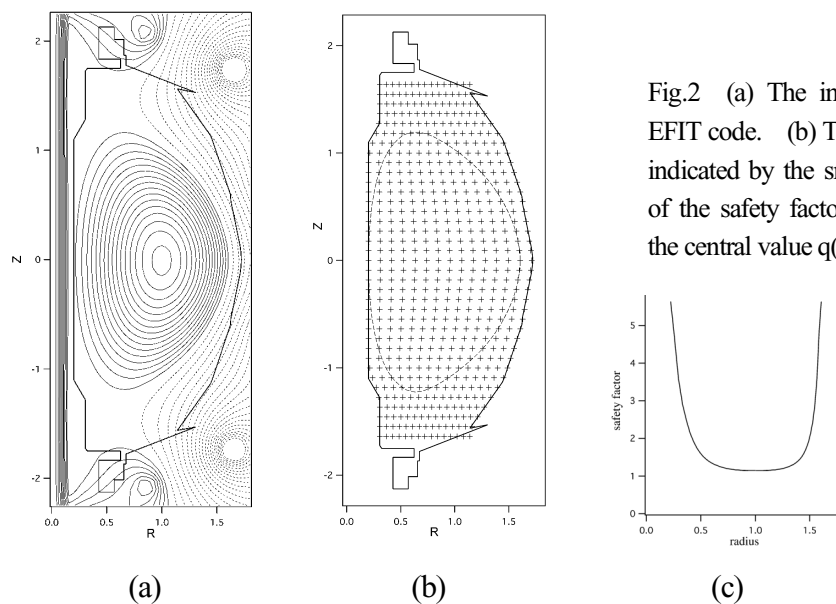 Fig.2 (a) The in
EFIT code. (b) T
indicated by the sr
of the safety factor
the central value q(
2
1
0
-1
-2
Z
0.0 0.5 1.0 1.5
R
(a)
2
1
0
-1
-2
Z
0.0 0.5 1.0 1.5
R
(b)
5
4
3
2
1
0
safety factor
0.0 0.5 1.0 1.5
radius
(c)